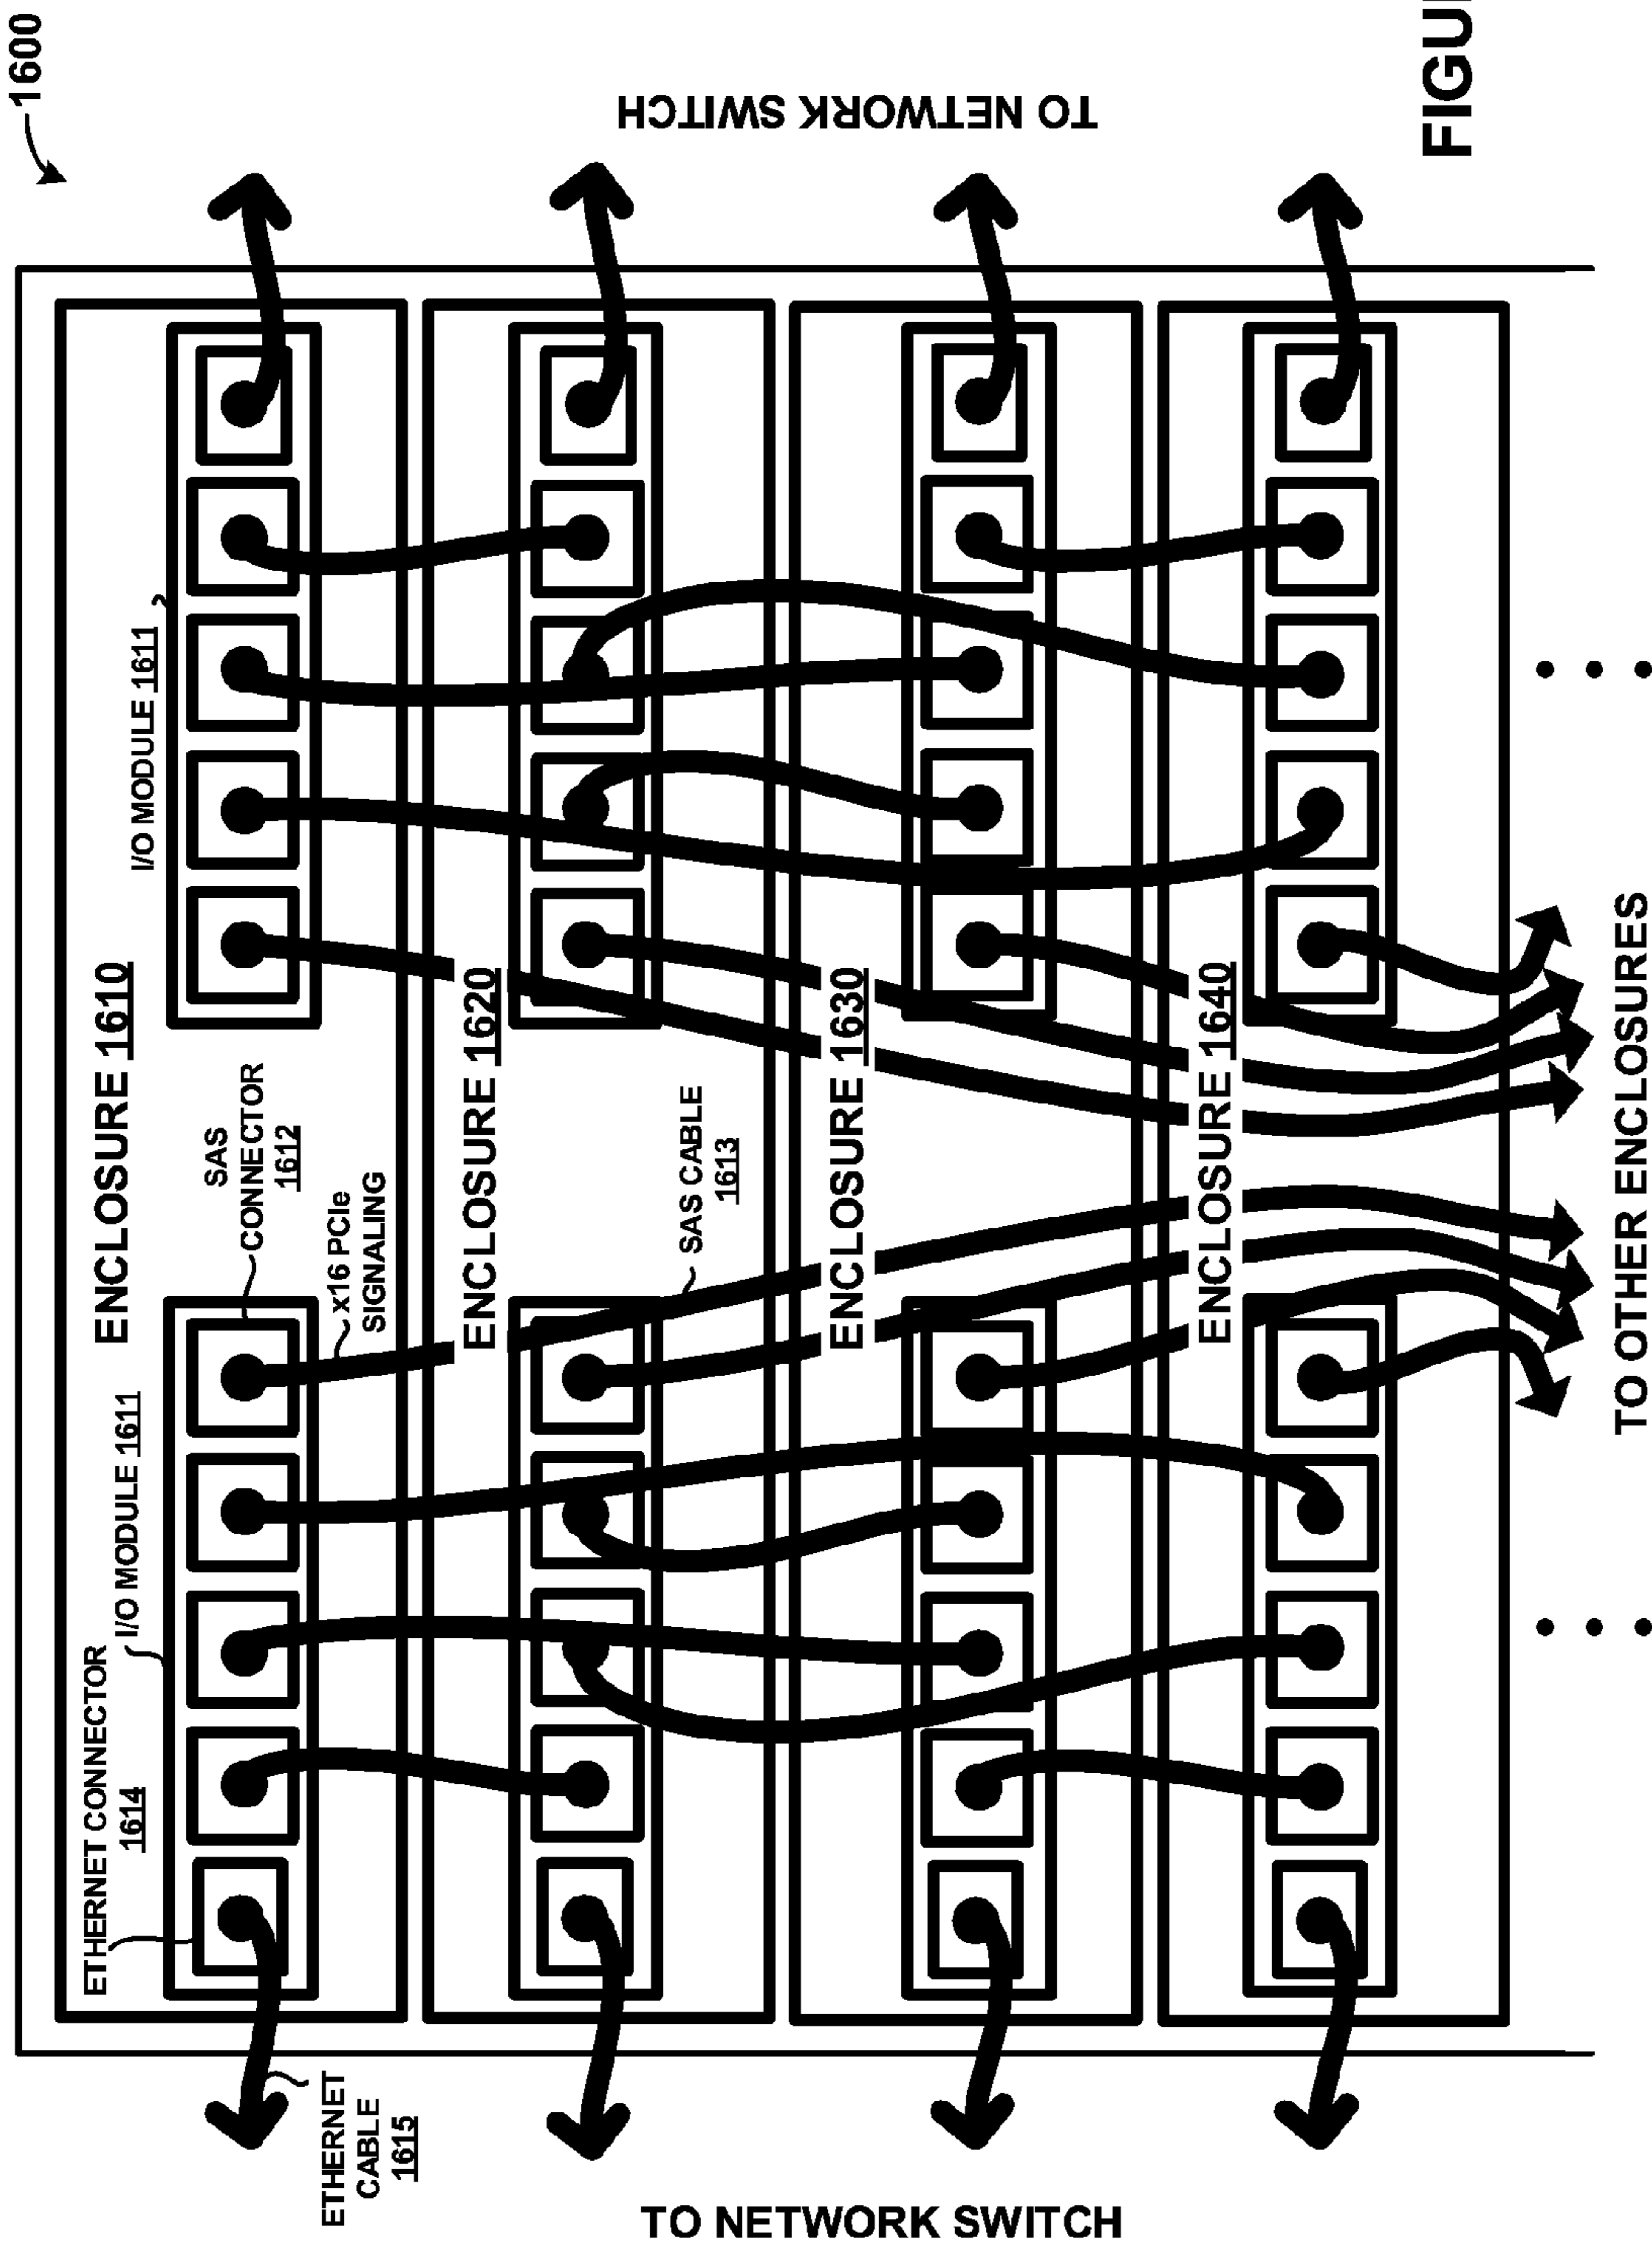 1600
TO NETWORK SWITCH
ENCLOSURE 1610
ETHERNET CONNECTOR
1614
I/O MODULE 1611
SAS
CONNECTOR
1612
x16 PCIe
SIGNALING
I/O MODULE 1611
ETHERNET
CABLE
1615
ENCLOSURE 1620
SAS CABLE
1613
ENCLOSURE 1630
ENCLOSURE 1640
TO OTHER ENCLOSURES
TO NETWORK SWITCH